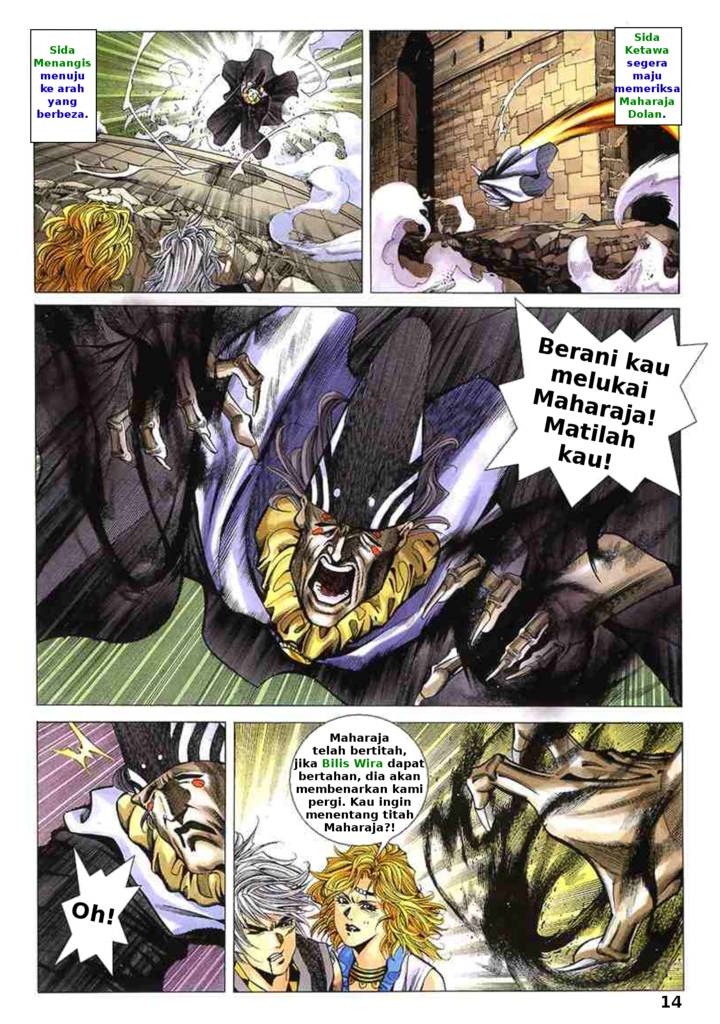 Sida
Menangis
menuju
ke arah
yang
berbeza.
Sida
Ketawa
segera
maju
memeriksa
Maharaja
Dolan.
Berani kau
melukai
Maharaja!
Matilah
kau!
Oh!
Maharaja
telah bertitah,
jika Bilis Wira dapat
bertahan, dia akan
membenarkan kami
pergi. Kau ingin
menentang titah
Maharaja?!
14